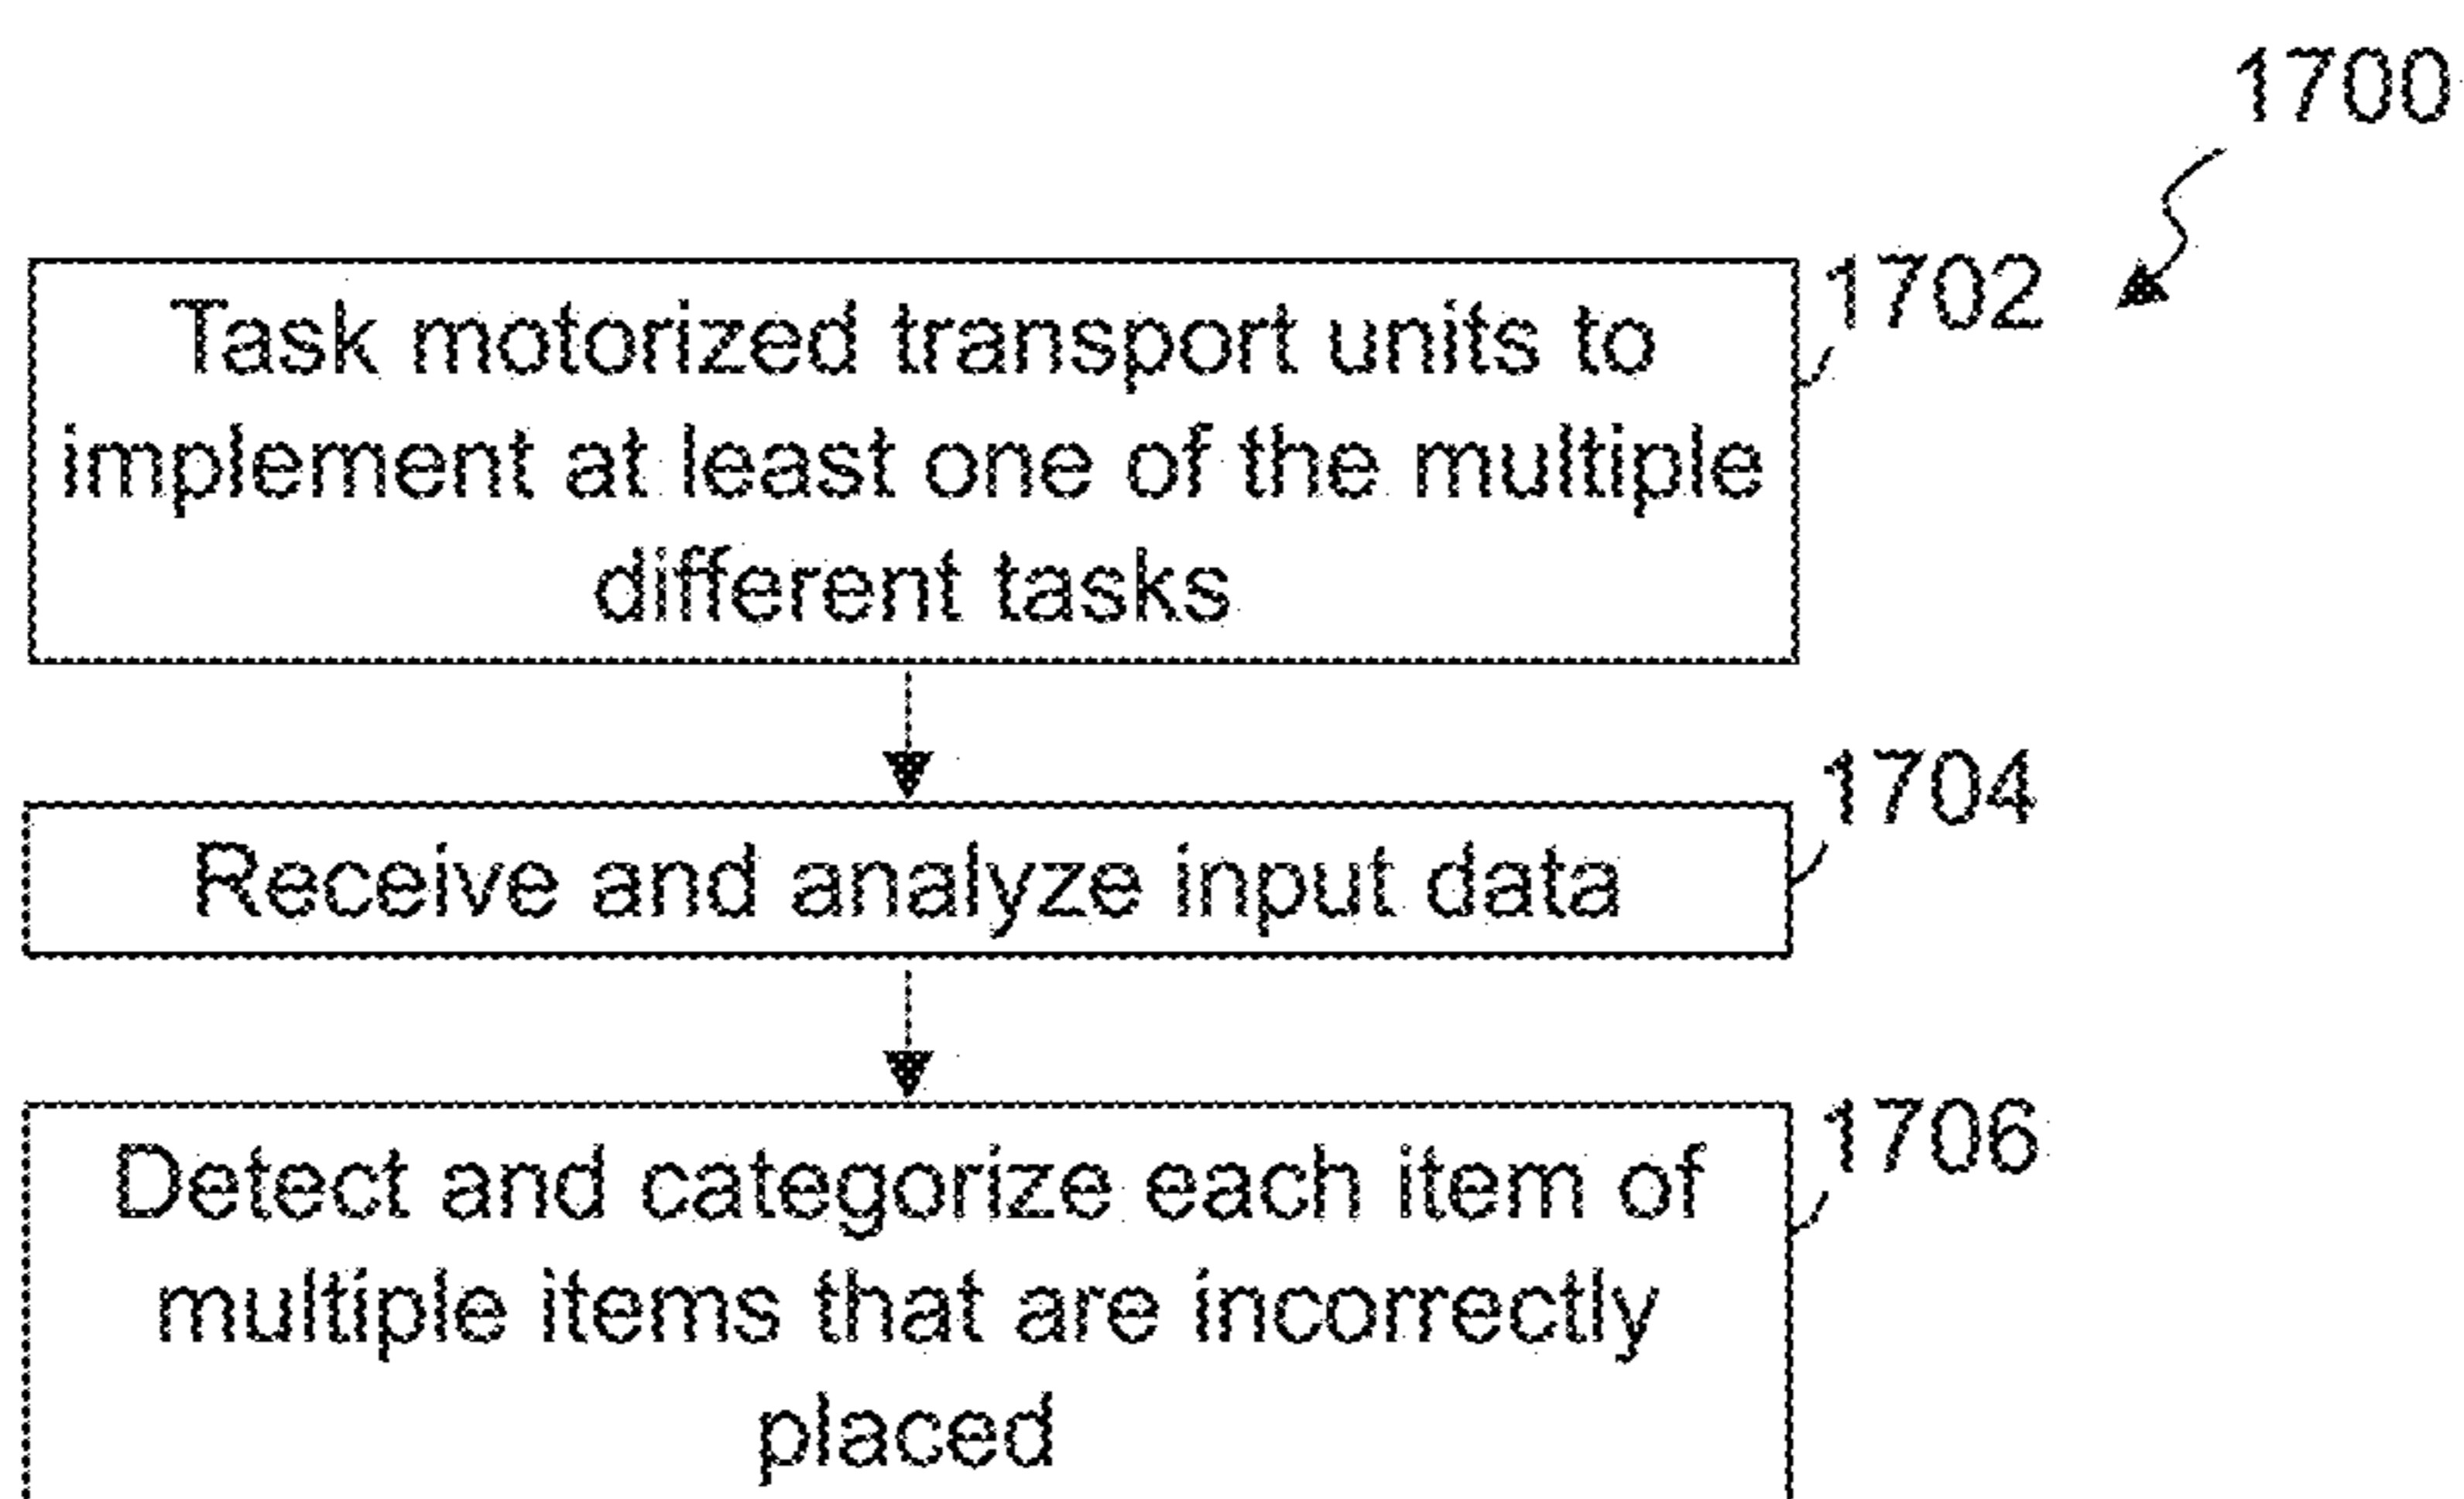 1700
1702
Task motorized transport units to
implement at least one of the multiple
different tasks
1704
Receive and analyze input data
1706
Detect and categorize each item of
multiple items that are incorrectly
placed